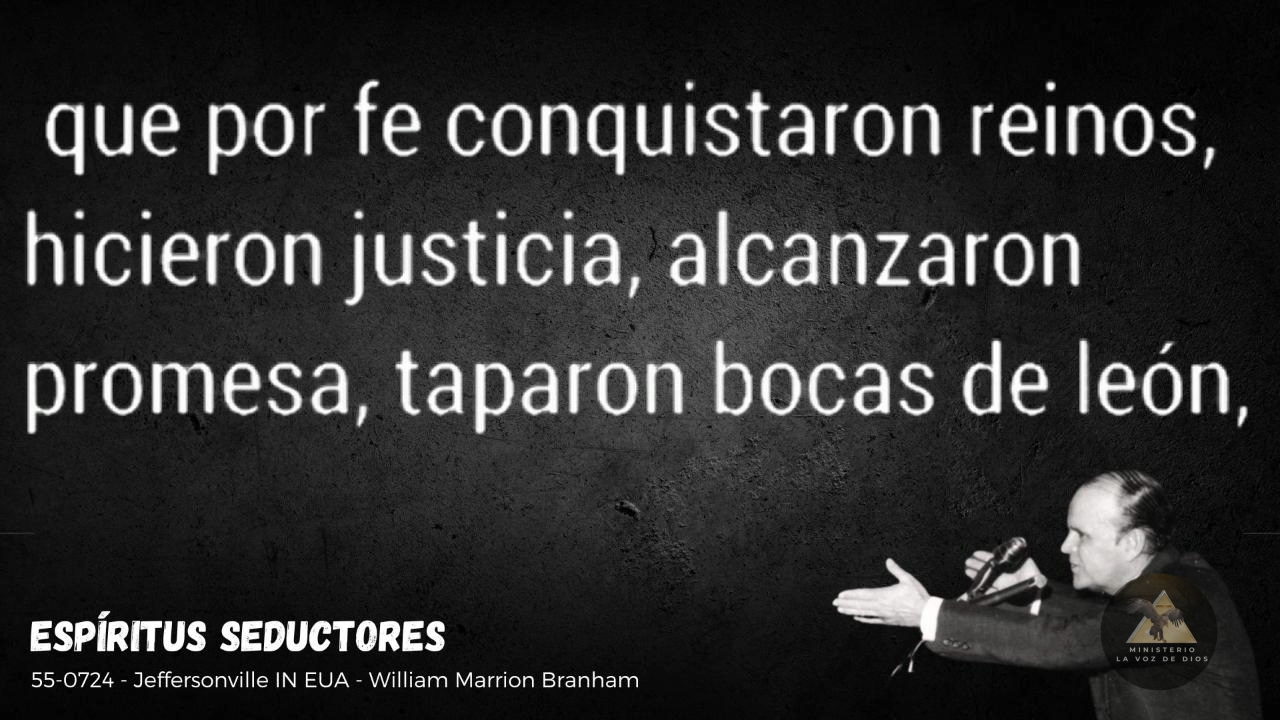 que por fe conquistaron reinos,
hicieron justicia, alcanzaron
promesa, taparon bocas de león,
ESPÍRITUS SEDUCTORES
55-0724 - Jeffersonville IN EUA - William Marrion Branham
MINISTERIO
LA VOZ DE DIOS